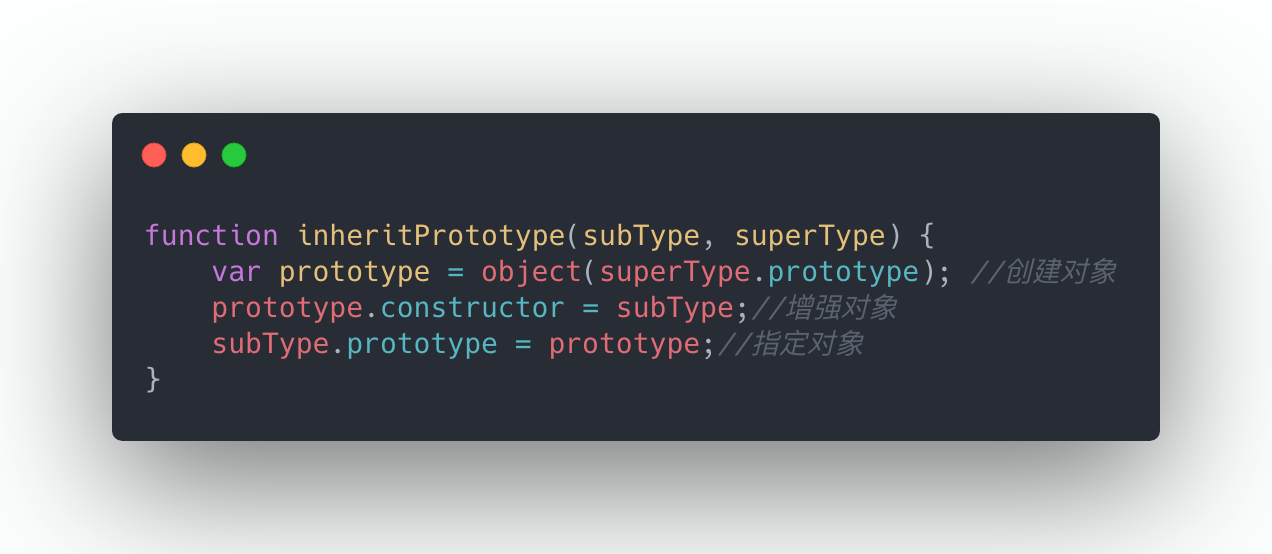 function inheritPrototype(subType, superType) {
    var prototype = object(superType.prototype); //创建对象
    prototype.constructor = subType;//增强对象
    subType.prototype = prototype;//指定对象
}